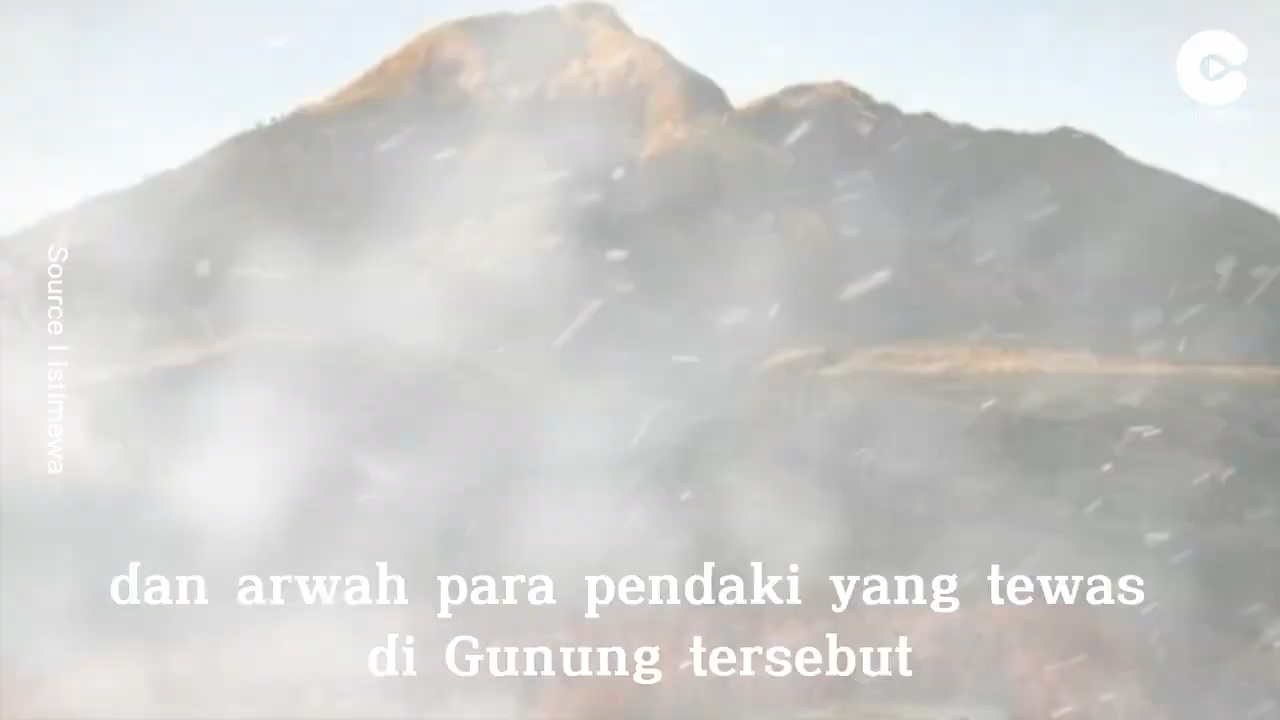 Source | istimewa
dan arwah para pendaki yang tewas
di Gunung tersebut